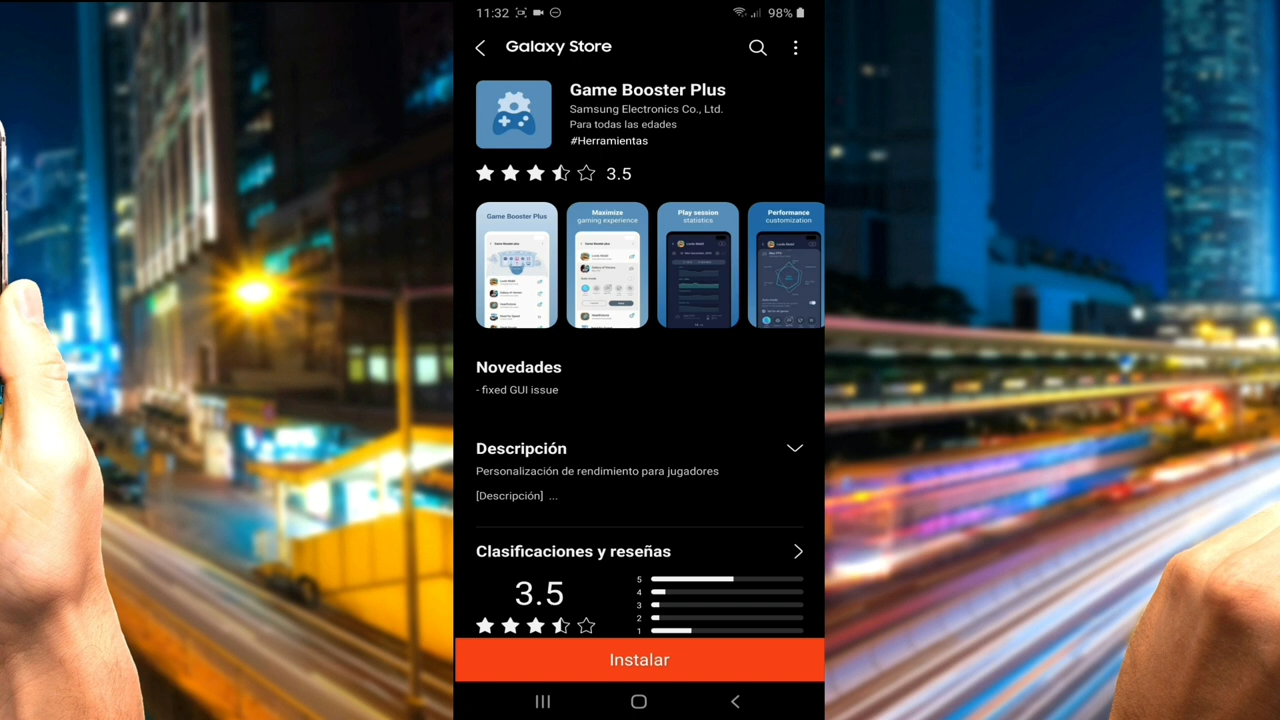 11:32
98%
Galaxy Store
Game Booster Plus
Samsung Electronics Co., Ltd.
Para todas las edades
#Herramientas
3.5
Game Booster Plus
Maximize
gaming experience
Play session
statistics
Performance
customization
Novedades
- fixed GUI issue
Descripción
Personalización de rendimiento para jugadores
[Descripción] ...
Clasificaciones y reseñas
3.5
5
4
3
2
1
Instalar